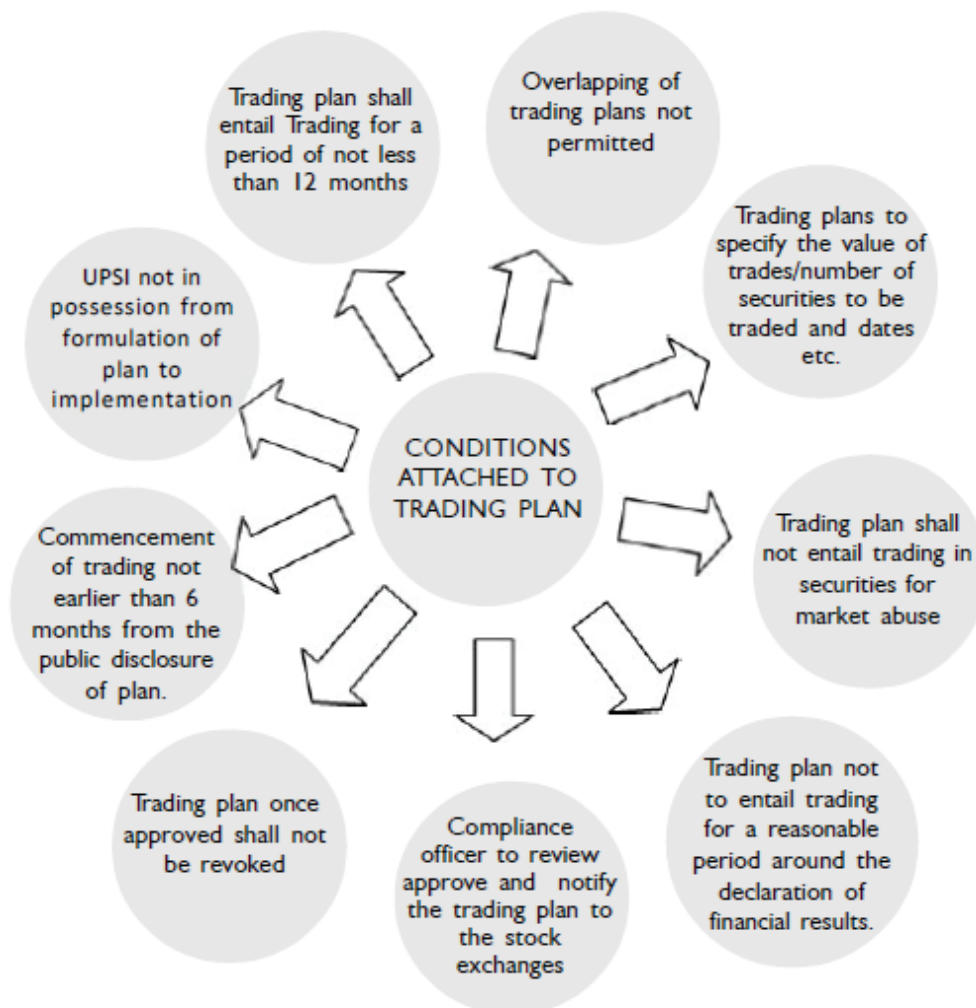 CONDITIONS
ATTACHED TO
TRADING PLAN
Overlapping of
trading plans not
permitted
Trading plans to
specify the value of
trades/number of
securities to be
traded and dates
etc.
Trading plan shall
not entail trading in
securities for
market abuse
Trading plan not
to entail trading
for a reasonable
period around the
declaration of
financial results.
Compliance
officer to review
approve and notify
the trading plan to
the stock
exchanges
Trading plan once
approved shall not
be revoked
Commencement
of trading not
earlier than 6
months from the
public disclosure
of plan.
UPSI not in
possession from
formulation of
plan to
implementation
Trading plan shall
entail Trading for a
period of not less
than 12 months